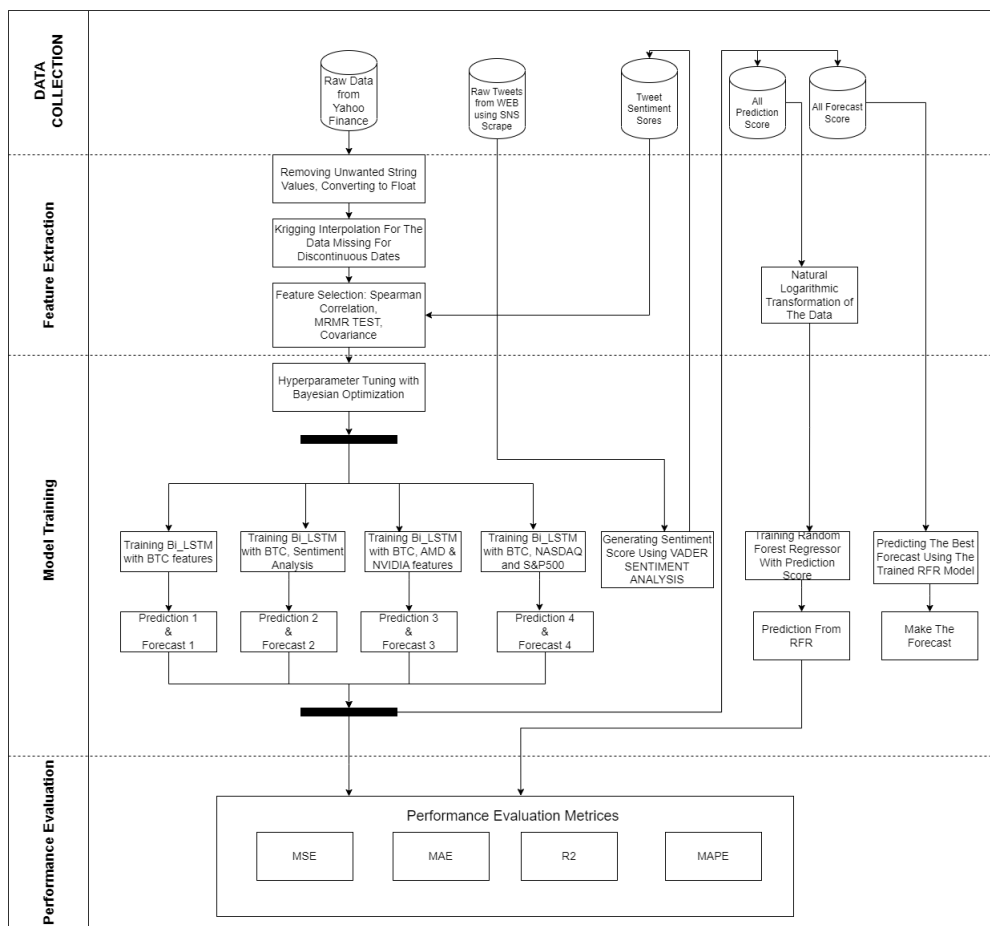 DATA
COLLECTION
Raw Data
from
Yahoo
Finance
Raw Tweets
from WEB
using SNS
Scrape
Tweet
Sentiment
Sores
All
Prediction
Score
All Forecast
Score
Feature Extraction
Removing Unwanted String
Values, Converting to Float
Krigging Interpolation For The
Data Missing For
Discontinuous Dates
Feature Selection: Spearman
Correlation,
MRMR TEST,
Covariance
Natural
Logarithmic
Transformation of
The Data
Model Training
Hyperparameter Tuning with
Bayesian Optimization
Training Bi_LSTM
with BTC features
Training Bi_LSTM
with BTC, Sentiment
Analysis
Training Bi_LSTM
with BTC, AMD &
NVIDIA features
Training Bi_LSTM
with BTC, NASDAQ
and S&P500
Generating Sentiment
Score Using VADER
SENTIMENT
ANALYSIS
Training Random
Forest Regressor
With Prediction
Score
Predicting The Best
Forecast Using The
Trained RFR Model
Prediction 1
&
Forecast 1
Prediction 2
&
Forecast 2
Prediction 3
&
Forecast 3
Prediction 4
&
Forecast 4
Prediction From
RFR
Make The
Forecast
Performance Evaluation
Performance Evaluation Metrices
MSE
MAE
R2
MAPE